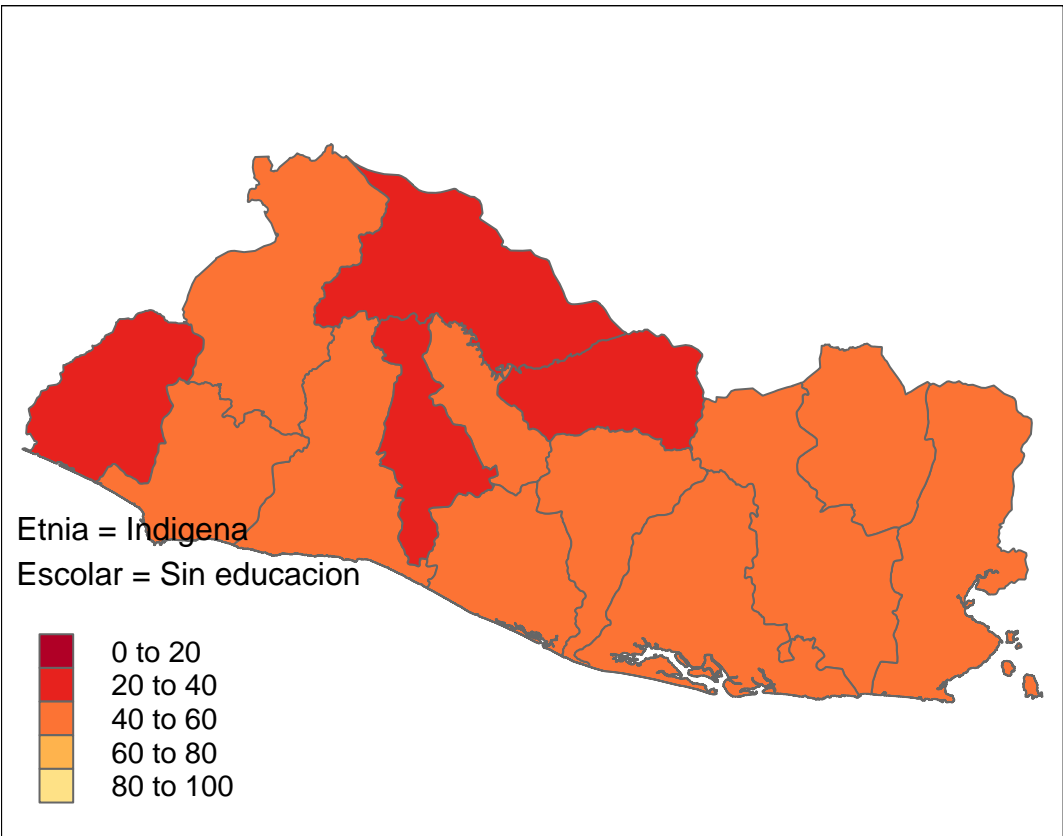 Etnia = Indigena
Escolar = Sin educacion
0 to 20
20 to 40
40 to 60
60 to 80
80 to 100